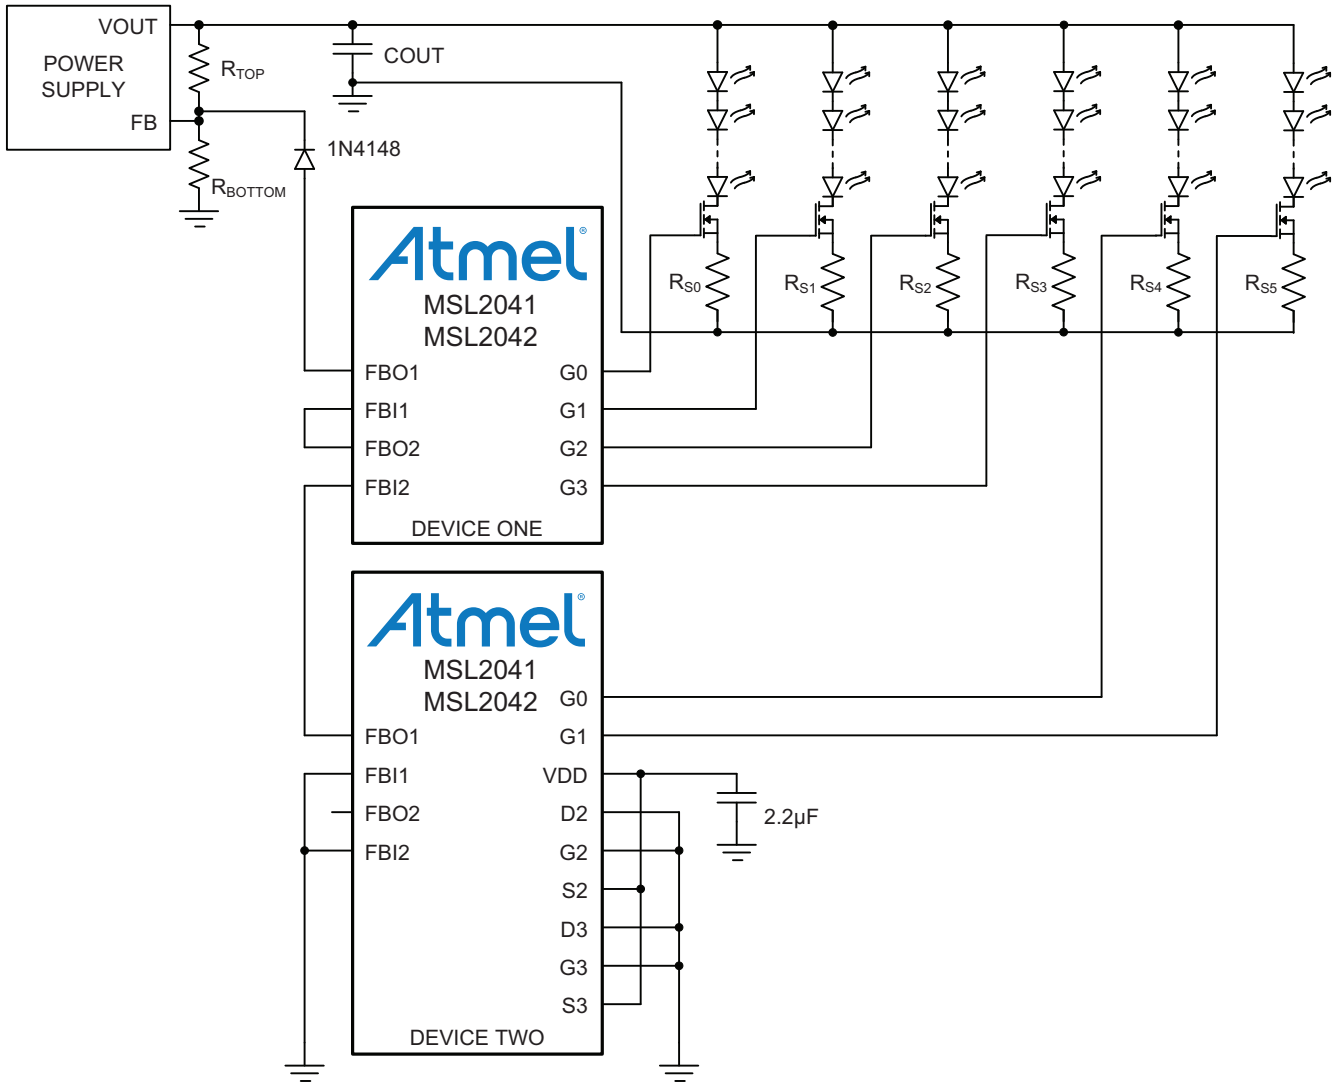 VOUT
POWER
SUPPLY
FB
RTOP
RBOTTOM
COUT
1N4148
Atmel®
MSL2041
MSL2042
FBO1
FBI1
FBO2
FBI2
G0
G1
G2
G3
DEVICE ONE
RS0
RS1
RS2
RS3
RS4
RS5
Atmel®
MSL2041
MSL2042
FBO1
FBI1
FBO2
FBI2
G0
G1
VDD
D2
G2
S2
D3
G3
S3
DEVICE TWO
2.2µF